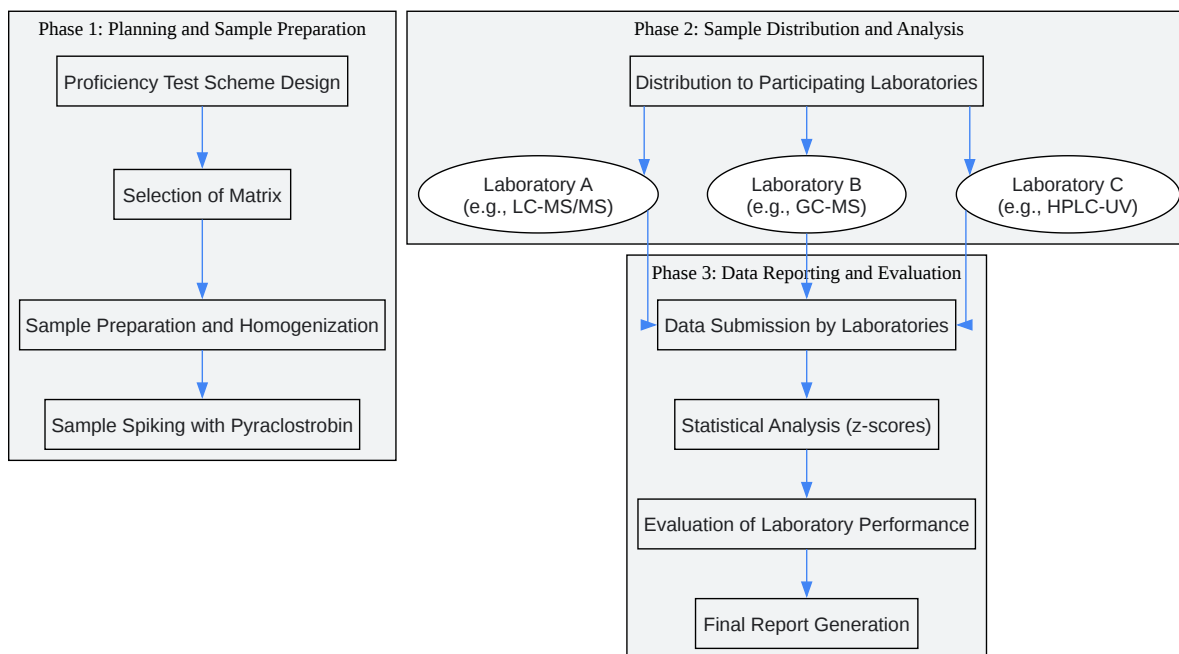 Phase 1: Planning and Sample Preparation
Proficiency Test Scheme Design
Selection of Matrix
Sample Preparation and Homogenization
Sample Spiking with Pyraclostrobin
Phase 2: Sample Distribution and Analysis
Distribution to Participating Laboratories
Laboratory A
(e.g., LC-MS/MS)
Laboratory B
(e.g., GC-MS)
Laboratory C
(e.g., HPLC-UV)
Phase 3: Data Reporting and Evaluation
Data Submission by Laboratories
Statistical Analysis (z-scores)
Evaluation of Laboratory Performance
Final Report Generation